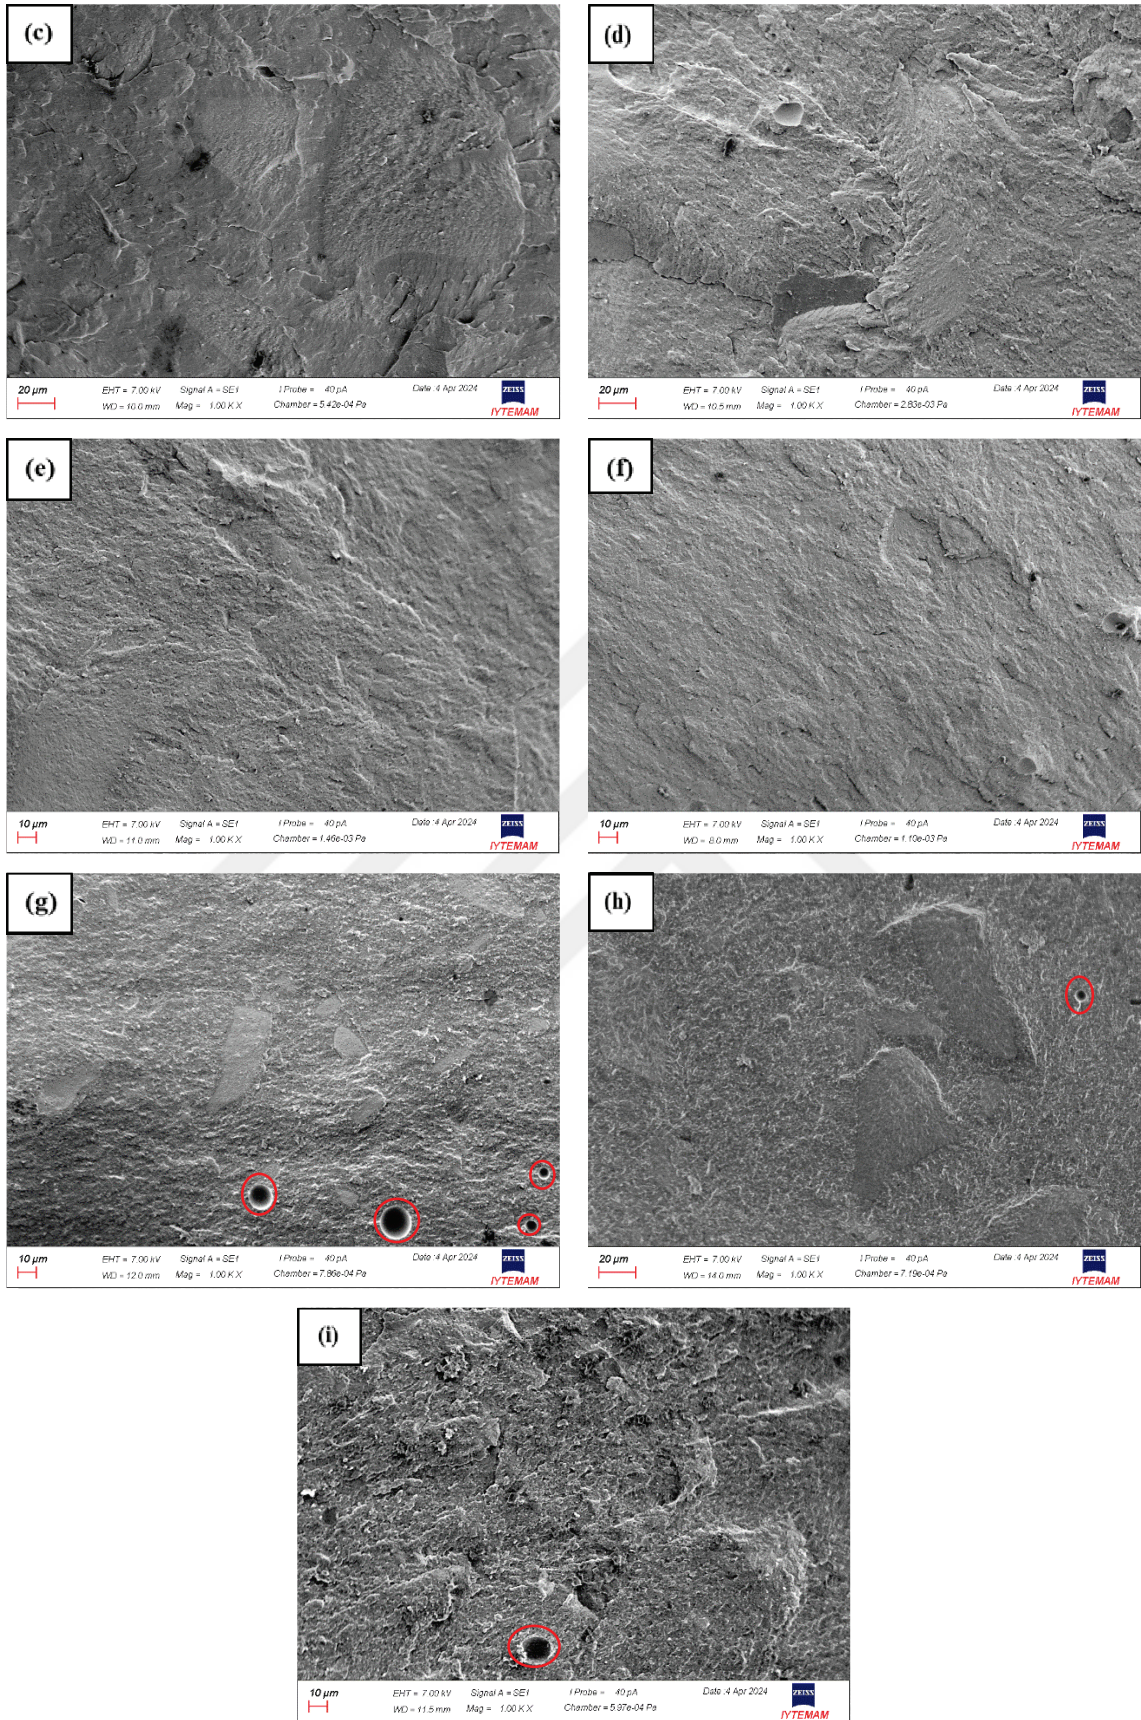 (c)
20 µm
EHT = 7.00 kV Signal A = SE1 I Probe = 40 pA Date :4 Apr 2024
WD = 10.0 mm Mag = 1.00 K X Chamber = 5.42e-04 Pa
ZEISS
IYTEMAM
(d)
20 µm
EHT = 7.00 kV Signal A = SE1 I Probe = 40 pA Date :4 Apr 2024
WD = 10.5 mm Mag = 1.00 K X Chamber = 2.83e-03 Pa
ZEISS
IYTEMAM
(e)
10 µm
EHT = 7.00 kV Signal A = SE1 I Probe = 40 pA Date :4 Apr 2024
WD = 11.0 mm Mag = 1.00 K X Chamber = 1.46e-03 Pa
ZEISS
IYTEMAM
(f)
10 µm
EHT = 7.00 kV Signal A = SE1 I Probe = 40 pA Date :4 Apr 2024
WD = 8.0 mm Mag = 1.00 K X Chamber = 1.10e-03 Pa
ZEISS
IYTEMAM
(g)
10 µm
EHT = 7.00 kV Signal A = SE1 I Probe = 40 pA Date :4 Apr 2024
WD = 12.0 mm Mag = 1.00 K X Chamber = 7.86e-04 Pa
ZEISS
IYTEMAM
(h)
20 µm
EHT = 7.00 kV Signal A = SE1 I Probe = 40 pA Date :4 Apr 2024
WD = 14.0 mm Mag = 1.00 K X Chamber = 7.19e-04 Pa
ZEISS
IYTEMAM
(i)
10 µm
EHT = 7.00 kV Signal A = SE1 I Probe = 40 pA Date :4 Apr 2024
WD = 11.5 mm Mag = 1.00 K X Chamber = 5.97e-04 Pa
ZEISS
IYTEMAM